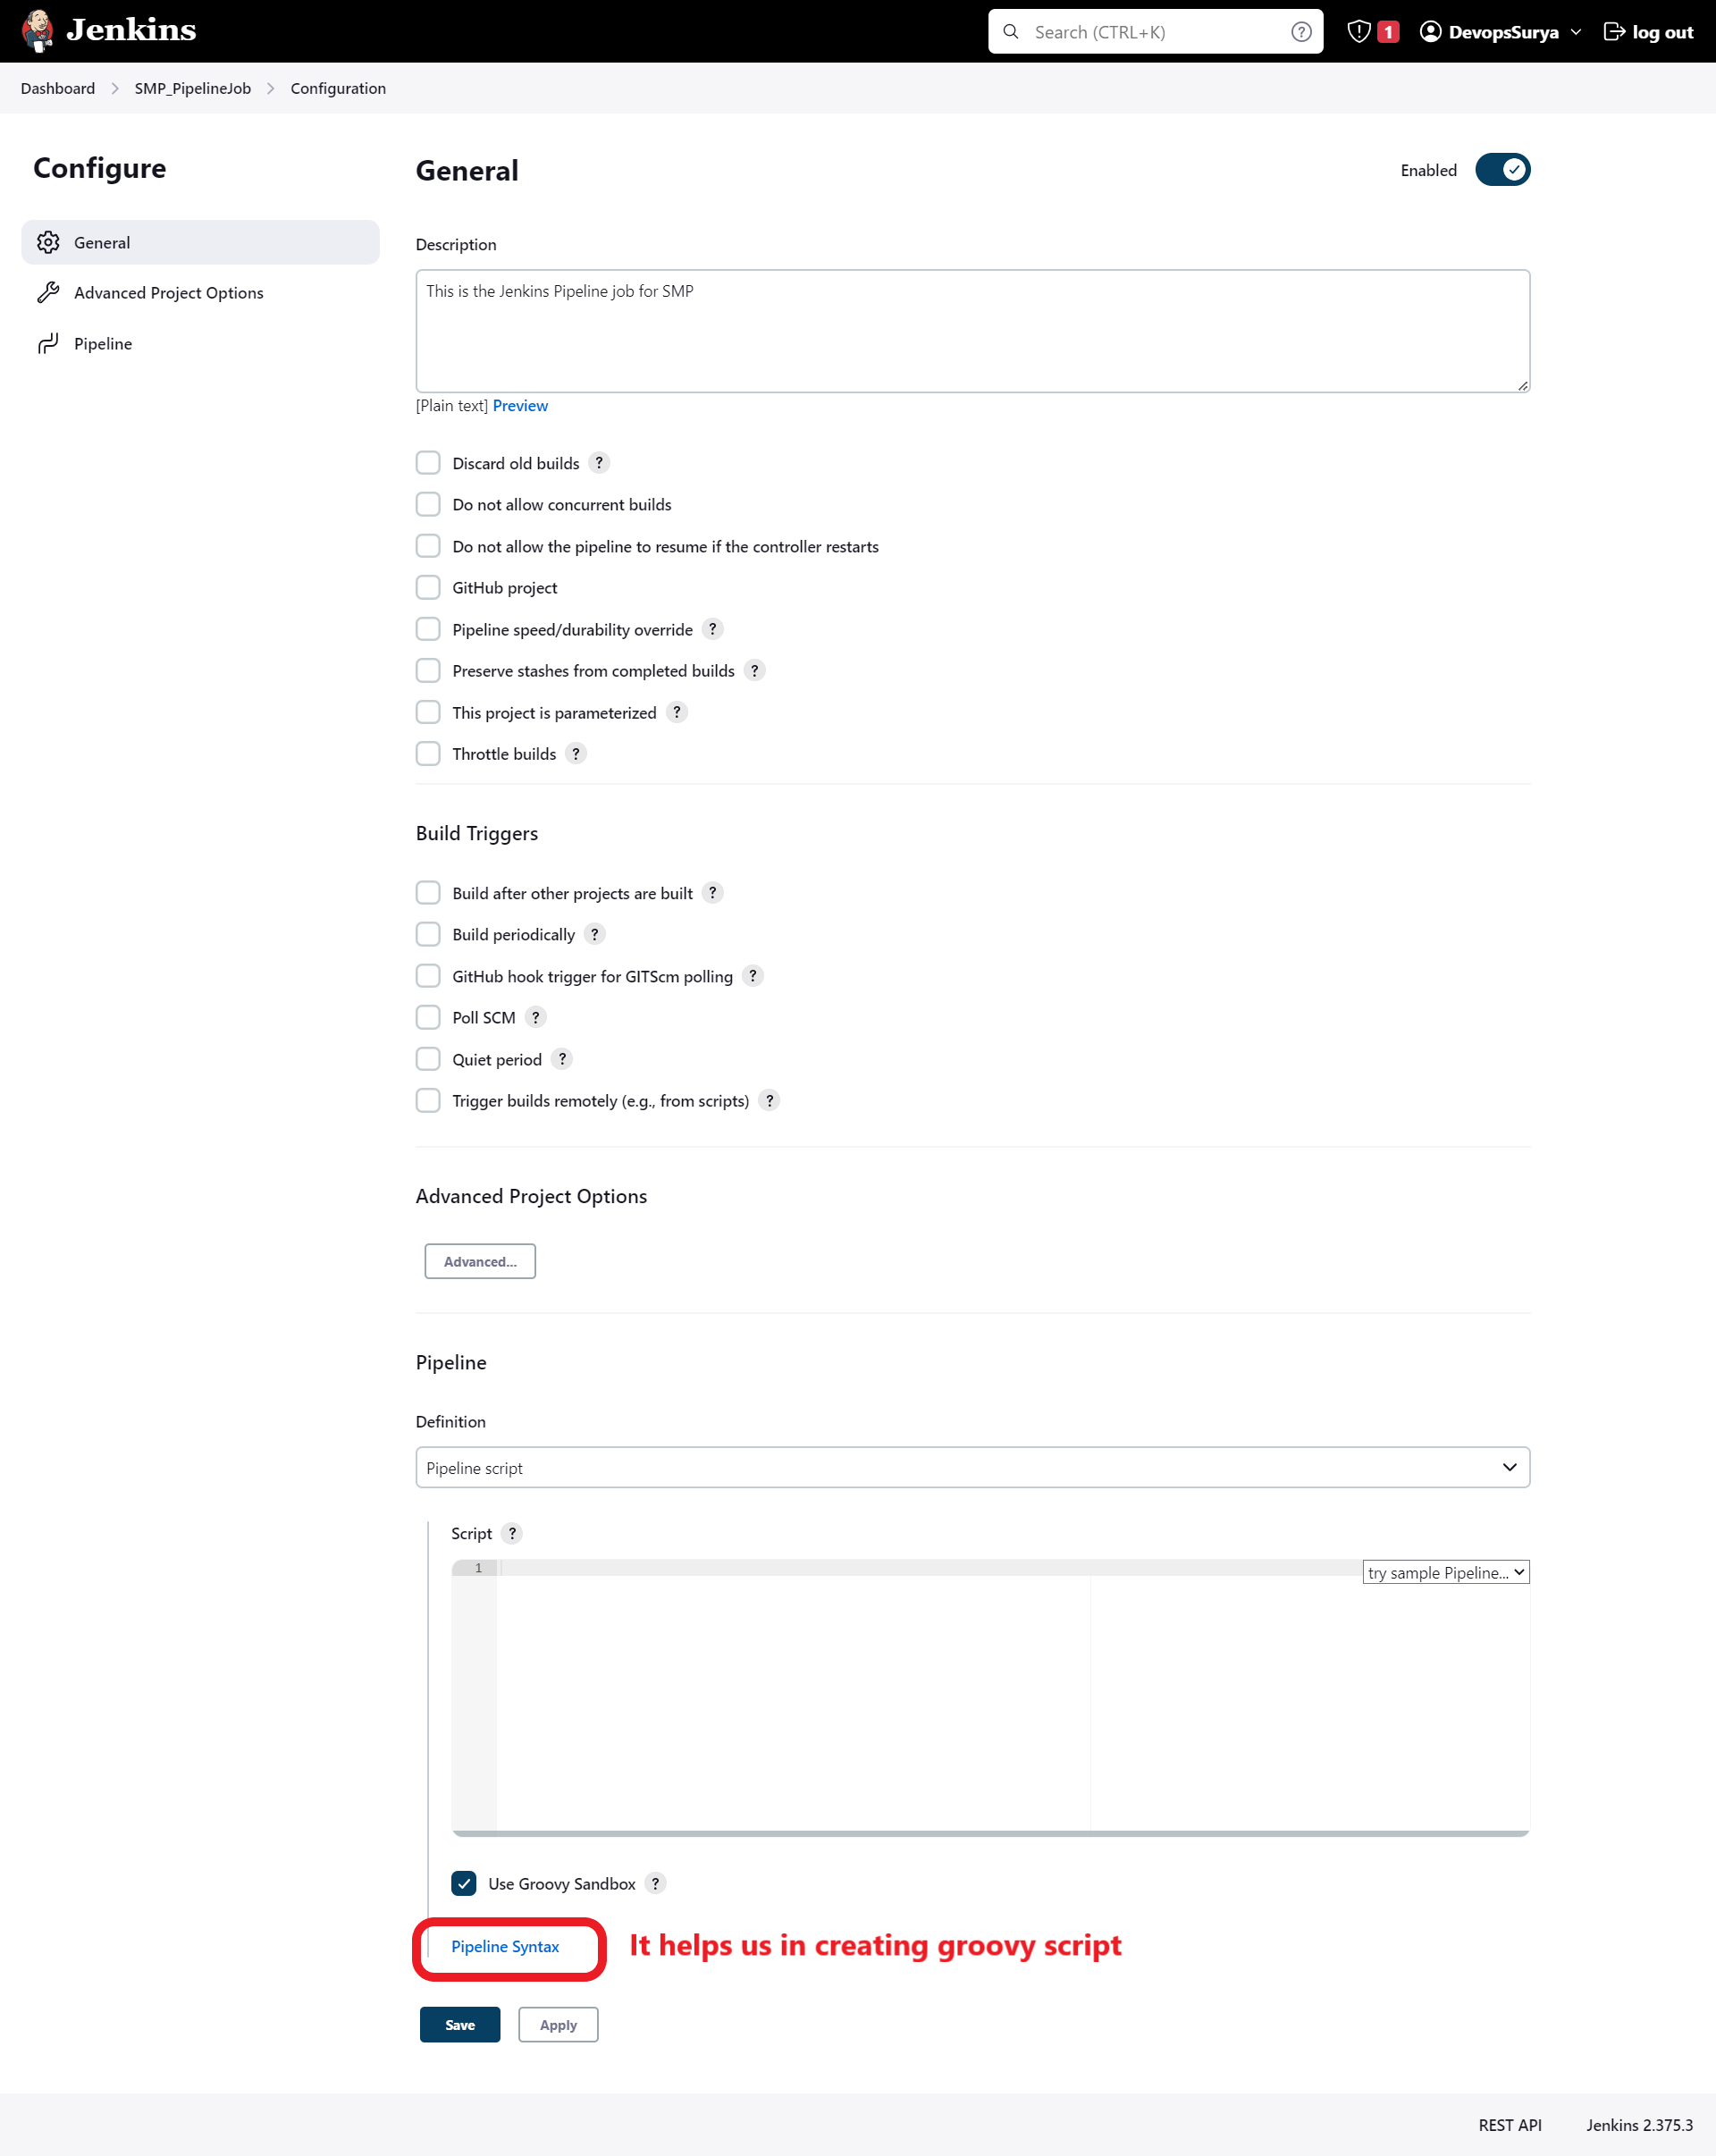 Jenkins
Search (CTRL+K)
?
1
DevopsSurya
log out
Dashboard
SMP_PipelineJob
Configuration
Configure
General
Advanced Project Options
Pipeline
General
Enabled
Description
This is the Jenkins Pipeline job for SMP
[Plain text] Preview
Discard old builds ?
Do not allow concurrent builds
Do not allow the pipeline to resume if the controller restarts
GitHub project
Pipeline speed/durability override ?
Preserve stashes from completed builds ?
This project is parameterized ?
Throttle builds ?
Build Triggers
Build after other projects are built ?
Build periodically ?
GitHub hook trigger for GITScm polling ?
Poll SCM ?
Quiet period ?
Trigger builds remotely (e.g., from scripts) ?
Advanced Project Options
Advanced...
Pipeline
Definition
Pipeline script
Script ?
1
try sample Pipeline...
Use Groovy Sandbox ?
Pipeline Syntax
It helps us in creating groovy script
Save
Apply
REST API
Jenkins 2.375.3